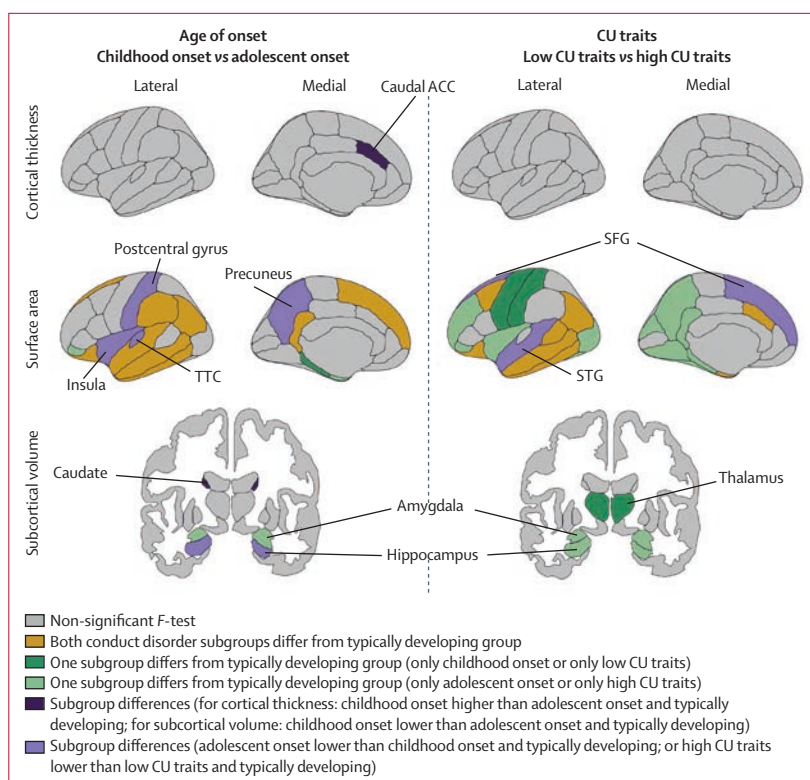 Age of onset
Childhood onset vs adolescent onset
CU traits
Low CU traits vs high CU traits
Lateral
Medial
Caudal ACC
Lateral
Medial
Cortical thickness
Postcentral gyrus
Precuneus
SFG
Surface area
Insula
TTC
STG
Subcortical volume
Caudate
Amygdala
Hippocampus
Thalamus
Non-significant F-test
Both conduct disorder subgroups differ from typically developing group
One subgroup differs from typically developing group (only childhood onset or only low CU traits)
One subgroup differs from typically developing group (only adolescent onset or only high CU traits)
Subgroup differences (for cortical thickness: childhood onset higher than adolescent onset and typically
developing; for subcortical volume: childhood onset lower than adolescent onset and typically developing)
Subgroup differences (adolescent onset lower than childhood onset and typically developing; or high CU traits
lower than low CU traits and typically developing)